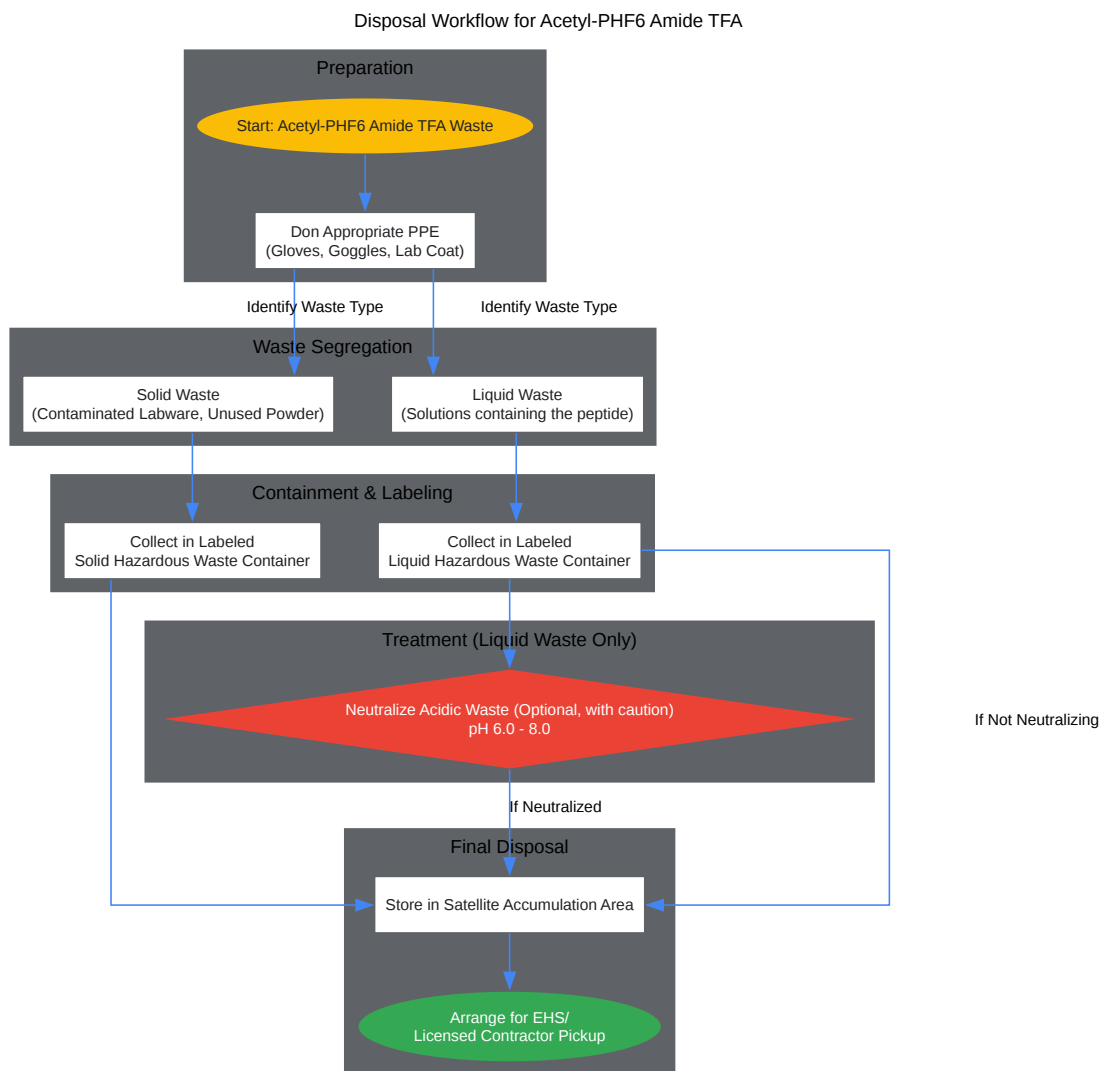 Disposal Workflow for Acetyl-PHF6 Amide TFA
Preparation
Start: Acetyl-PHF6 Amide TFA Waste
Don Appropriate PPE
(Gloves, Goggles, Lab Coat)
Identify Waste Type
Identify Waste Type
Waste Segregation
Solid Waste
(Contaminated Labware, Unused Powder)
Liquid Waste
(Solutions containing the peptide)
Containment & Labeling
Collect in Labeled
Solid Hazardous Waste Container
Collect in Labeled
Liquid Hazardous Waste Container
Treatment (Liquid Waste Only)
Neutralize Acidic Waste (Optional, with caution)
pH 6.0 - 8.0
If Not Neutralizing
If Neutralized
Final Disposal
Store in Satellite Accumulation Area
Arrange for EHS/
Licensed Contractor Pickup